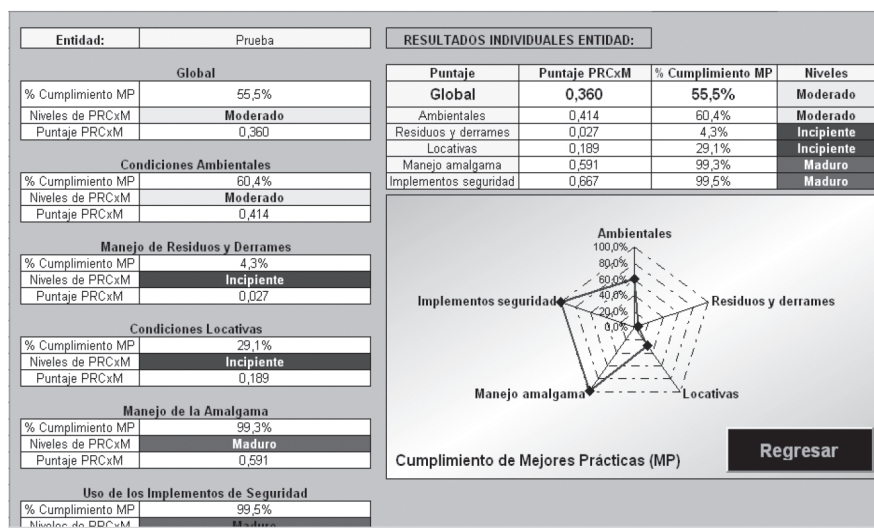 Entidad: Prueba
Global
% Cumplimiento MP 55,5%
Niveles de PRCxM Moderado
Puntaje PRCxM 0,360
Condiciones Ambientales
% Cumplimiento MP 60,4%
Niveles de PRCxM Moderado
Puntaje PRCxM 0,414
Manejo de Residuos y Derrames
% Cumplimiento MP 4,3%
Niveles de PRCxM Incipiente
Puntaje PRCxM 0,027
Condiciones Locativas
% Cumplimiento MP 29,1%
Niveles de PRCxM Incipiente
Puntaje PRCxM 0,189
Manejo de la Amalgama
% Cumplimiento MP 99,3%
Niveles de PRCxM Maduro
Puntaje PRCxM 0,591
Uso de los Implementos de Seguridad
% Cumplimiento MP 99,5%
Niveles de PRCxM Maduro
RESULTADOS INDIVIDUALES ENTIDAD:
Puntaje Puntaje PRCxM % Cumplimiento MP Niveles
Global 0,360 55,5% Moderado
Ambientales 0,414 60,4% Moderado
Residuos y derrames 0,027 4,3% Incipiente
Locativas 0,189 29,1% Incipiente
Manejo amalgama 0,591 99,3% Maduro
Implementos seguridad 0,667 99,5% Maduro
Ambientales
100,0%
80,0%
60,0%
40,0%
20,0%
0,0%
Implementos seguridad
Residuos y derrames
Manejo amalgama
Locativas
Cumplimiento de Mejores Prácticas (MP)
Regresar